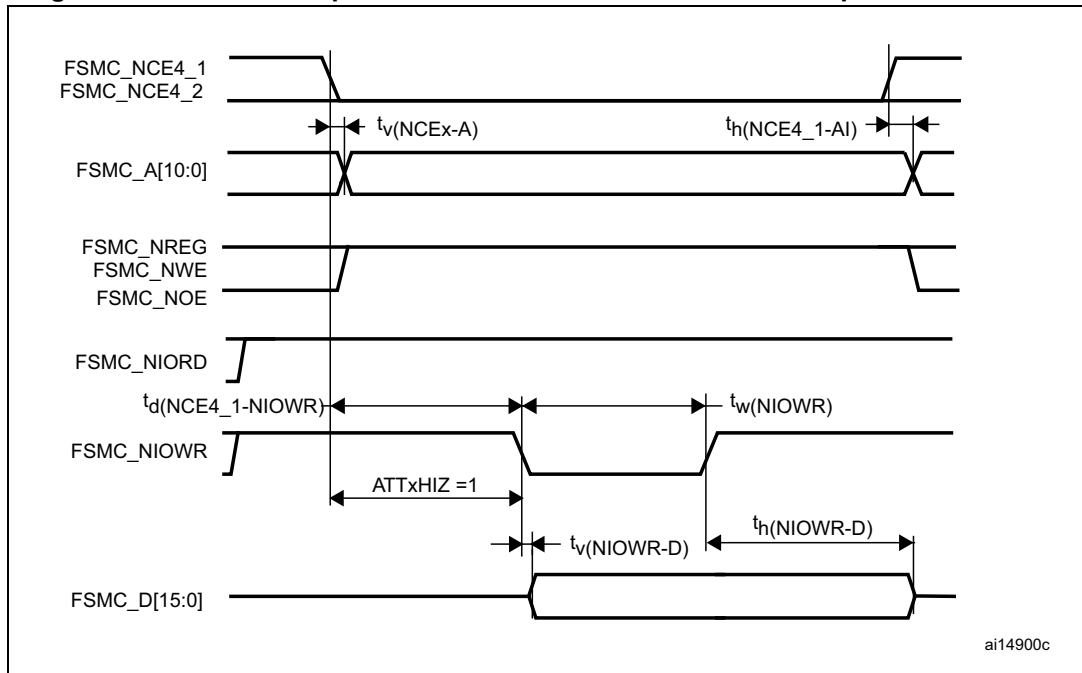 FSMC_NCE4_1
FSMC_NCE4_2
tv(NCEx-A)
th(NCE4_1-AI)
FSMC_A[10:0]
FSMC_NREG
FSMC_NWE
FSMC_NOE
FSMC_NIORD
td(NCE4_1-NIOWR)
tw(NIOWR)
FSMC_NIOWR
ATTxHIZ =1
tv(NIOWR-D)
th(NIOWR-D)
FSMC_D[15:0]
ai14900c